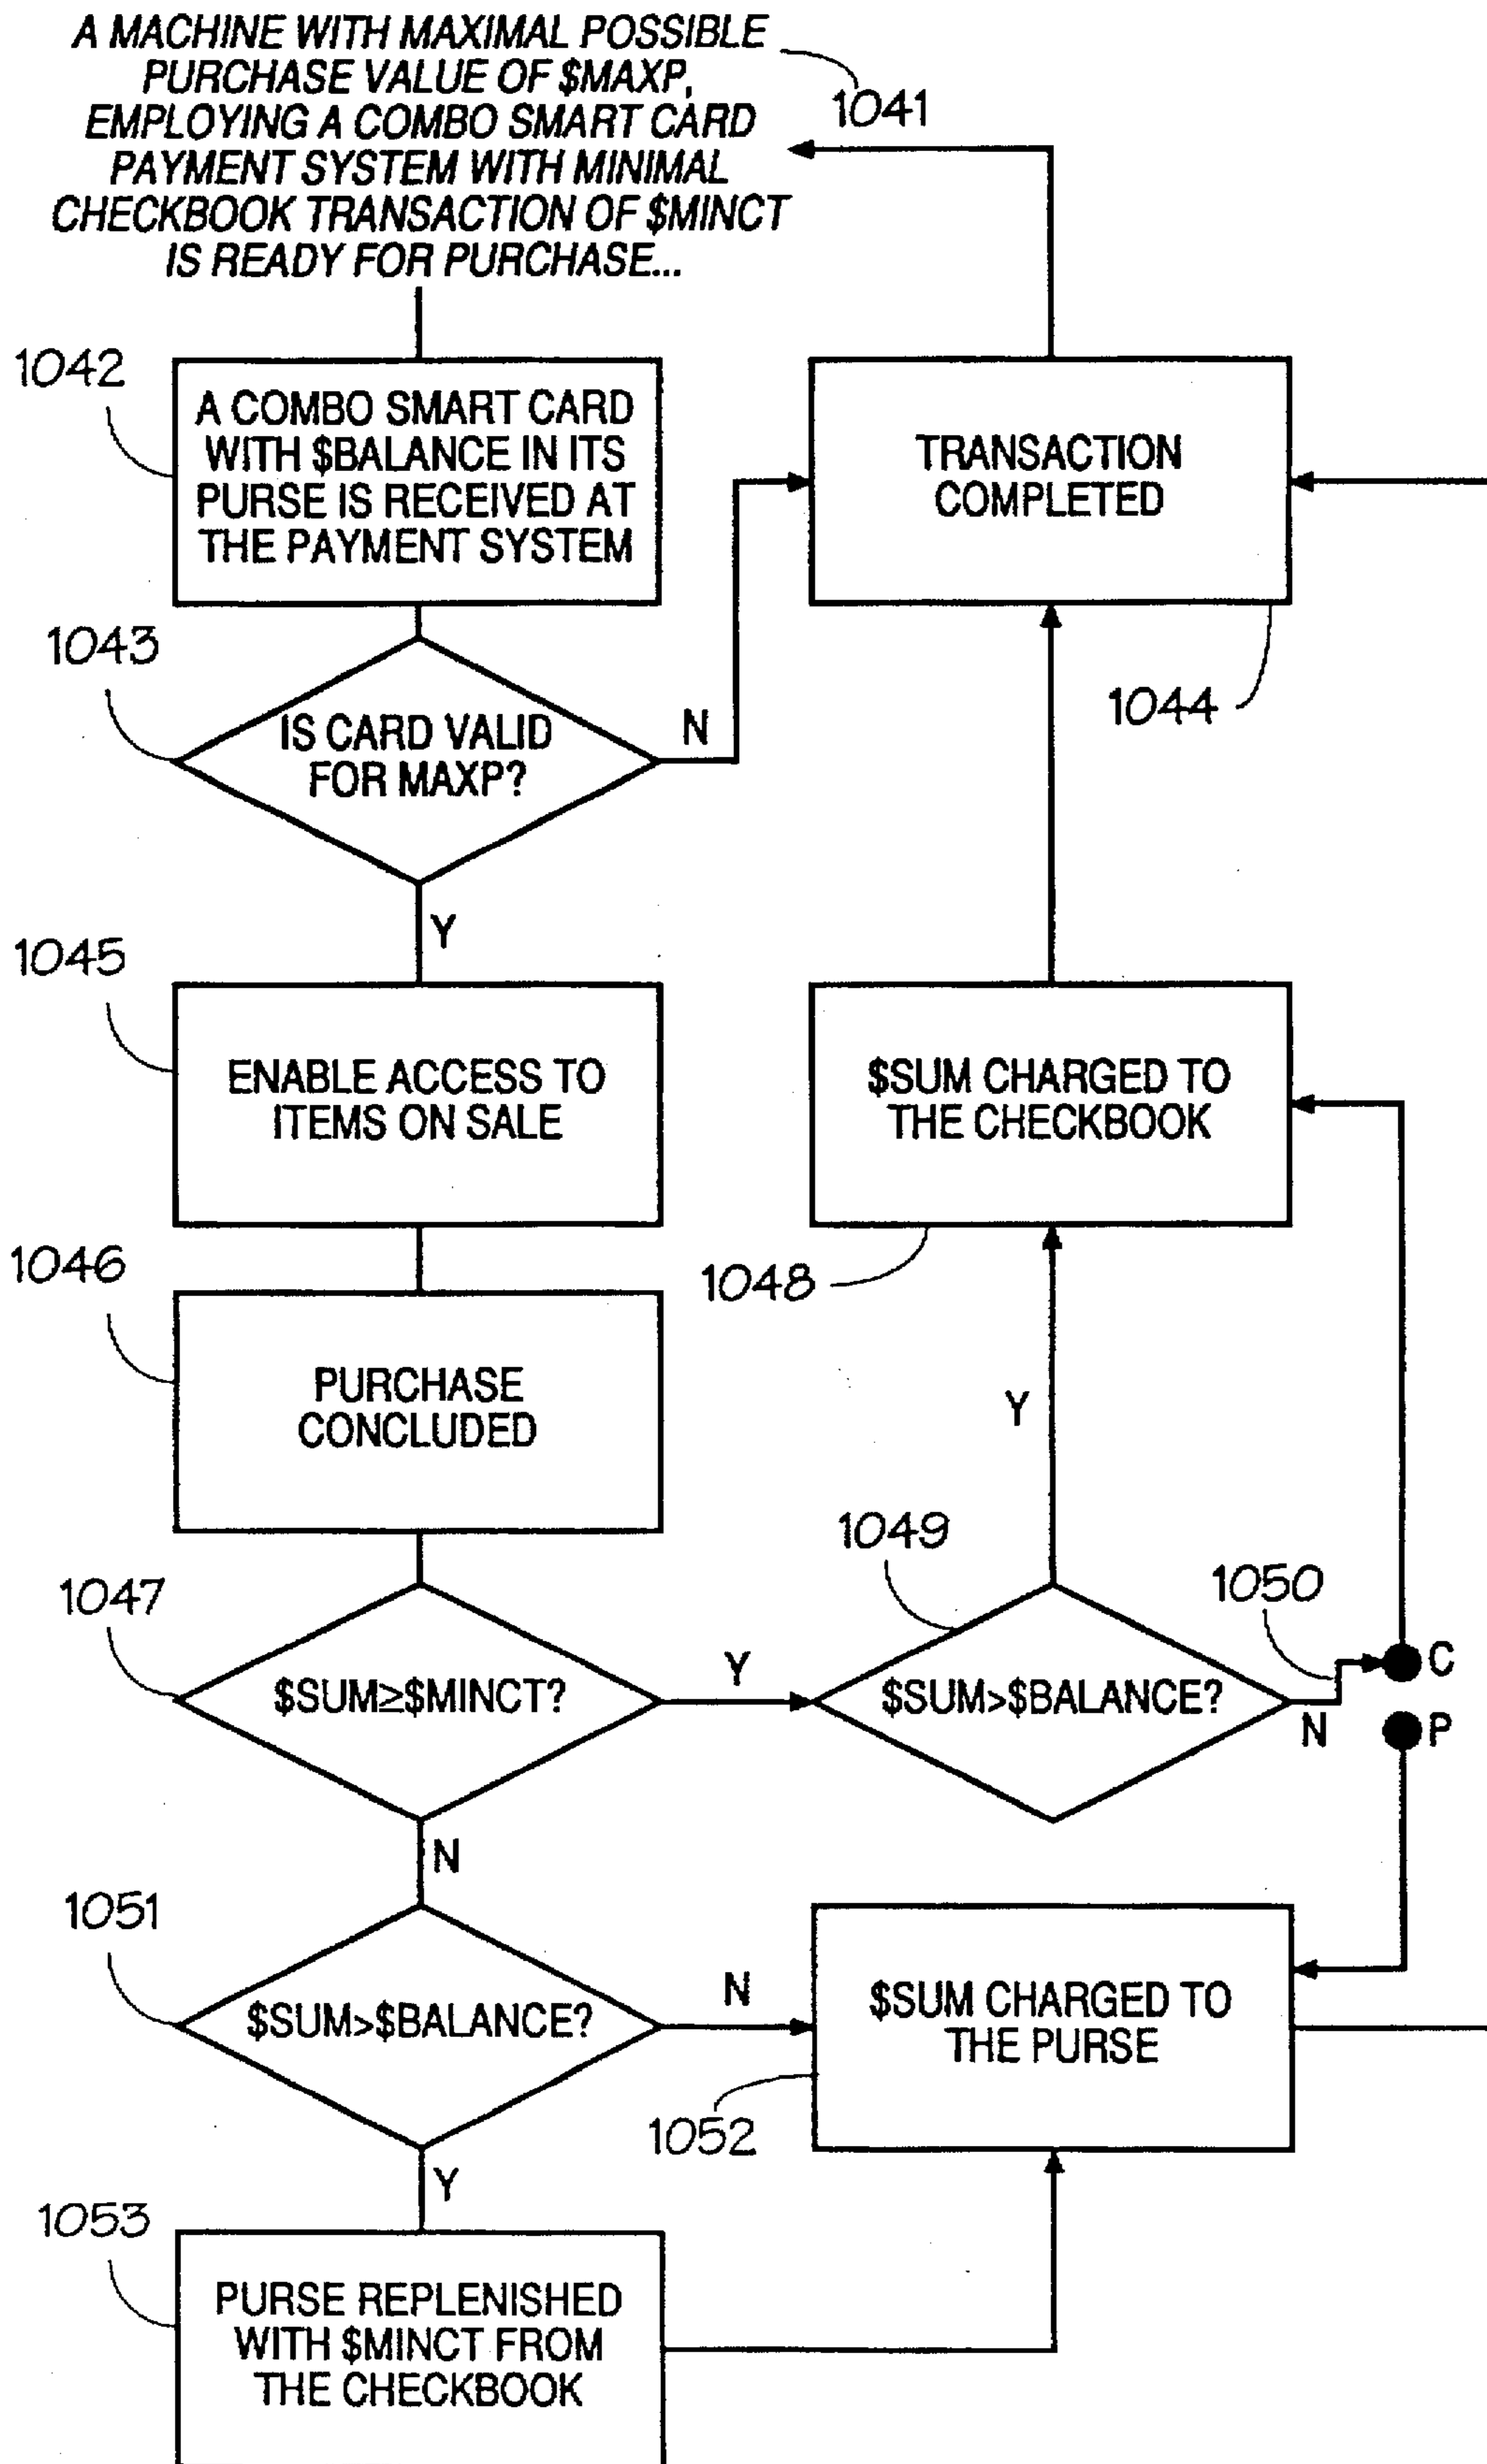 A MACHINE WITH MAXIMAL POSSIBLE
PURCHASE VALUE OF $MAXP,
EMPLOYING A COMBO SMART CARD
PAYMENT SYSTEM WITH MINIMAL
CHECKBOOK TRANSACTION OF $MINCT
IS READY FOR PURCHASE...
1041
1042
A COMBO SMART CARD
WITH $BALANCE IN ITS
PURSE IS RECEIVED AT
THE PAYMENT SYSTEM
TRANSACTION
COMPLETED
1044
1043
IS CARD VALID
FOR MAXP?
N
Y
1045
ENABLE ACCESS TO
ITEMS ON SALE
$SUM CHARGED TO
THE CHECKBOOK
1048
1046
PURCHASE
CONCLUDED
Y
1047
$SUM≥$MINCT?
Y
1049
$SUM>$BALANCE?
1050
N
C
P
N
1051
$SUM>$BALANCE?
N
$SUM CHARGED TO
THE PURSE
1052
Y
1053
PURSE REPLENISHED
WITH $MINCT FROM
THE CHECKBOOK